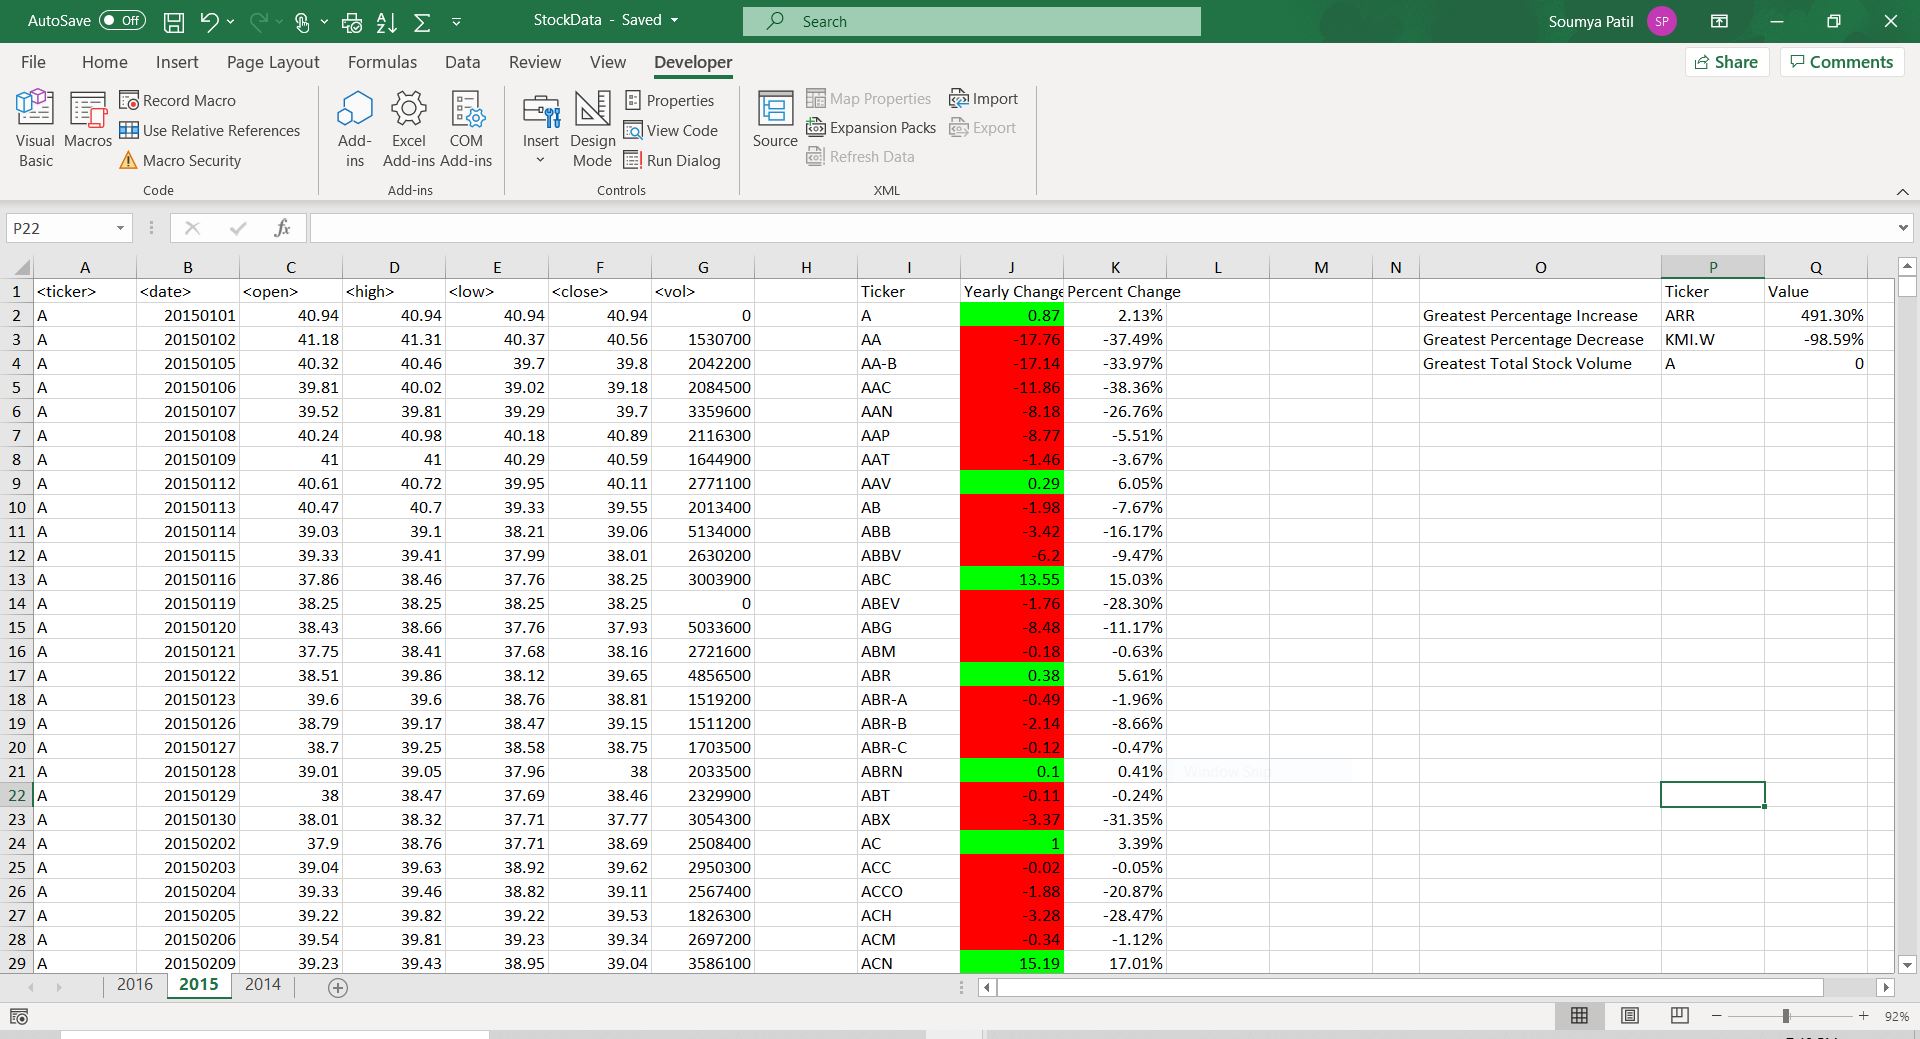 AutoSave Off StockData - Saved Search Soumya Patil SP
File Home Insert Page Layout Formulas Data Review View Developer Share Comments
Visual Basic Macros Record Macro Use Relative References Macro Security Code
Add-ins Excel Add-ins COM Add-ins Add-ins
Insert Design Mode Properties View Code Run Dialog Controls
Source Map Properties Expansion Packs Refresh Data Import Export XML
P22 fx
A B C D E F G H I J K L M N O P Q
1 <ticker> <date> <open> <high> <low> <close> <vol> Ticker Yearly Change Percent Change Ticker Value
2 A 20150101 40.94 40.94 40.94 40.94 0 A 0.87 2.13% Greatest Percentage Increase ARR 491.30%
3 A 20150102 41.18 41.31 40.37 40.56 1530700 AA -17.76 -37.49% Greatest Percentage Decrease KMI.W -98.59%
4 A 20150105 40.32 40.46 39.7 39.8 2042200 AA-B -17.14 -33.97% Greatest Total Stock Volume A 0
5 A 20150106 39.81 40.02 39.02 39.18 2084500 AAC -11.86 -38.36%
6 A 20150107 39.52 39.81 39.29 39.7 3359600 AAN -8.18 -26.76%
7 A 20150108 40.24 40.98 40.18 40.89 2116300 AAP -8.77 -5.51%
8 A 20150109 41 41 40.29 40.59 1644900 AAT -1.46 -3.67%
9 A 20150112 40.61 40.72 39.95 40.11 2771100 AAV 0.29 6.05%
10 A 20150113 40.47 40.7 39.33 39.55 2013400 AB -1.98 -7.67%
11 A 20150114 39.03 39.1 38.21 39.06 5134000 ABB -3.42 -16.17%
12 A 20150115 39.33 39.41 37.99 38.01 2630200 ABBV -6.2 -9.47%
13 A 20150116 37.86 38.46 37.76 38.25 3003900 ABC 13.55 15.03%
14 A 20150119 38.25 38.25 38.25 38.25 0 ABEV -1.76 -28.30%
15 A 20150120 38.43 38.66 37.76 37.93 5033600 ABG -8.48 -11.17%
16 A 20150121 37.75 38.41 37.68 38.16 2721600 ABM -0.18 -0.63%
17 A 20150122 38.51 39.86 38.12 39.65 4856500 ABR 0.38 5.61%
18 A 20150123 39.6 39.6 38.76 38.81 1519200 ABR-A -0.49 -1.96%
19 A 20150126 38.79 39.17 38.47 39.15 1511200 ABR-B -2.14 -8.66%
20 A 20150127 38.7 39.25 38.58 38.75 1703500 ABR-C -0.12 -0.47%
21 A 20150128 39.01 39.05 37.96 38 2033500 ABRN 0.1 0.41% Window Snip
22 A 20150129 38 38.47 37.69 38.46 2329900 ABT -0.11 -0.24%
23 A 20150130 38.01 38.32 37.71 37.77 3054300 ABX -3.37 -31.35%
24 A 20150202 37.9 38.76 37.71 38.69 2508400 AC 1 3.39%
25 A 20150203 39.04 39.63 38.92 39.62 2950300 ACC -0.02 -0.05%
26 A 20150204 39.33 39.46 38.82 39.11 2567400 ACCO -1.88 -20.87%
27 A 20150205 39.22 39.82 39.22 39.53 1826300 ACH -3.28 -28.47%
28 A 20150206 39.54 39.81 39.23 39.34 2697200 ACM -0.34 -1.12%
29 A 20150209 39.23 39.43 38.95 39.04 3586100 ACN 15.19 17.01%
2016 2015 2014
92%